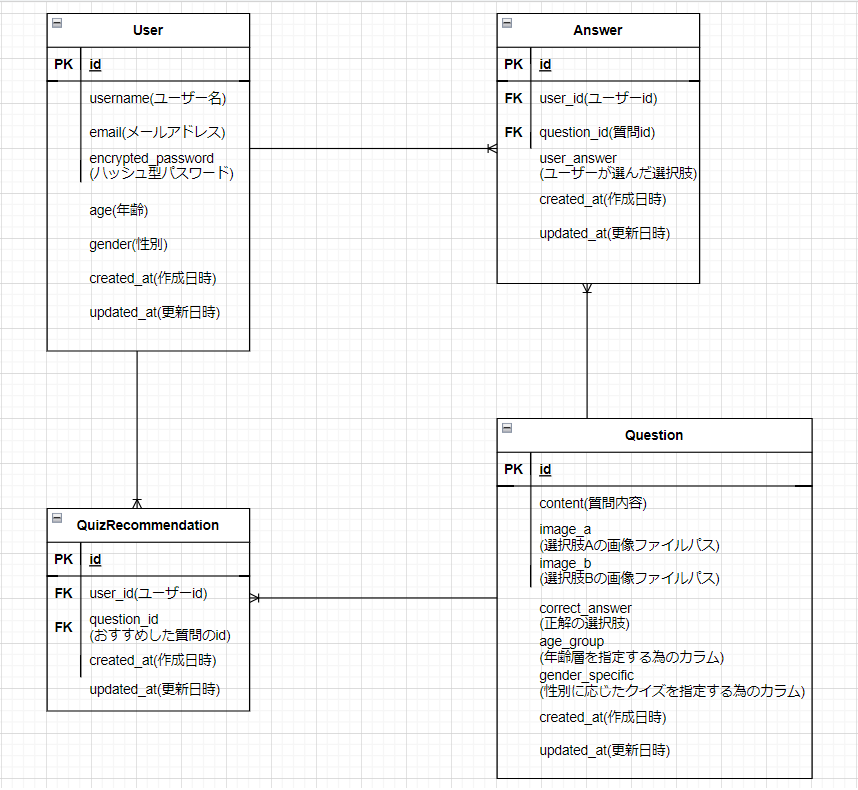 User
PK id
username(ユーザー名)
email(メールアドレス)
encrypted_password
(ハッシュ型パスワード)
age(年齢)
gender(性別)
created_at(作成日時)
updated_at(更新日時)
Answer
PK id
FK user_id(ユーザーid)
FK question_id(質問id)
user_answer
(ユーザーが選んだ選択肢)
created_at(作成日時)
updated_at(更新日時)
QuizRecommendation
PK id
FK user_id(ユーザーid)
FK question_id
(おすすめした質問のid)
created_at(作成日時)
updated_at(更新日時)
Question
PK id
content(質問内容)
image_a
(選択肢Aの画像ファイルパス)
image_b
(選択肢Bの画像ファイルパス)
correct_answer
(正解の選択肢)
age_group
(年齢層を指定する為のカラム)
gender_specific
(性別に応じたクイズを指定する為のカラム)
created_at(作成日時)
updated_at(更新日時)